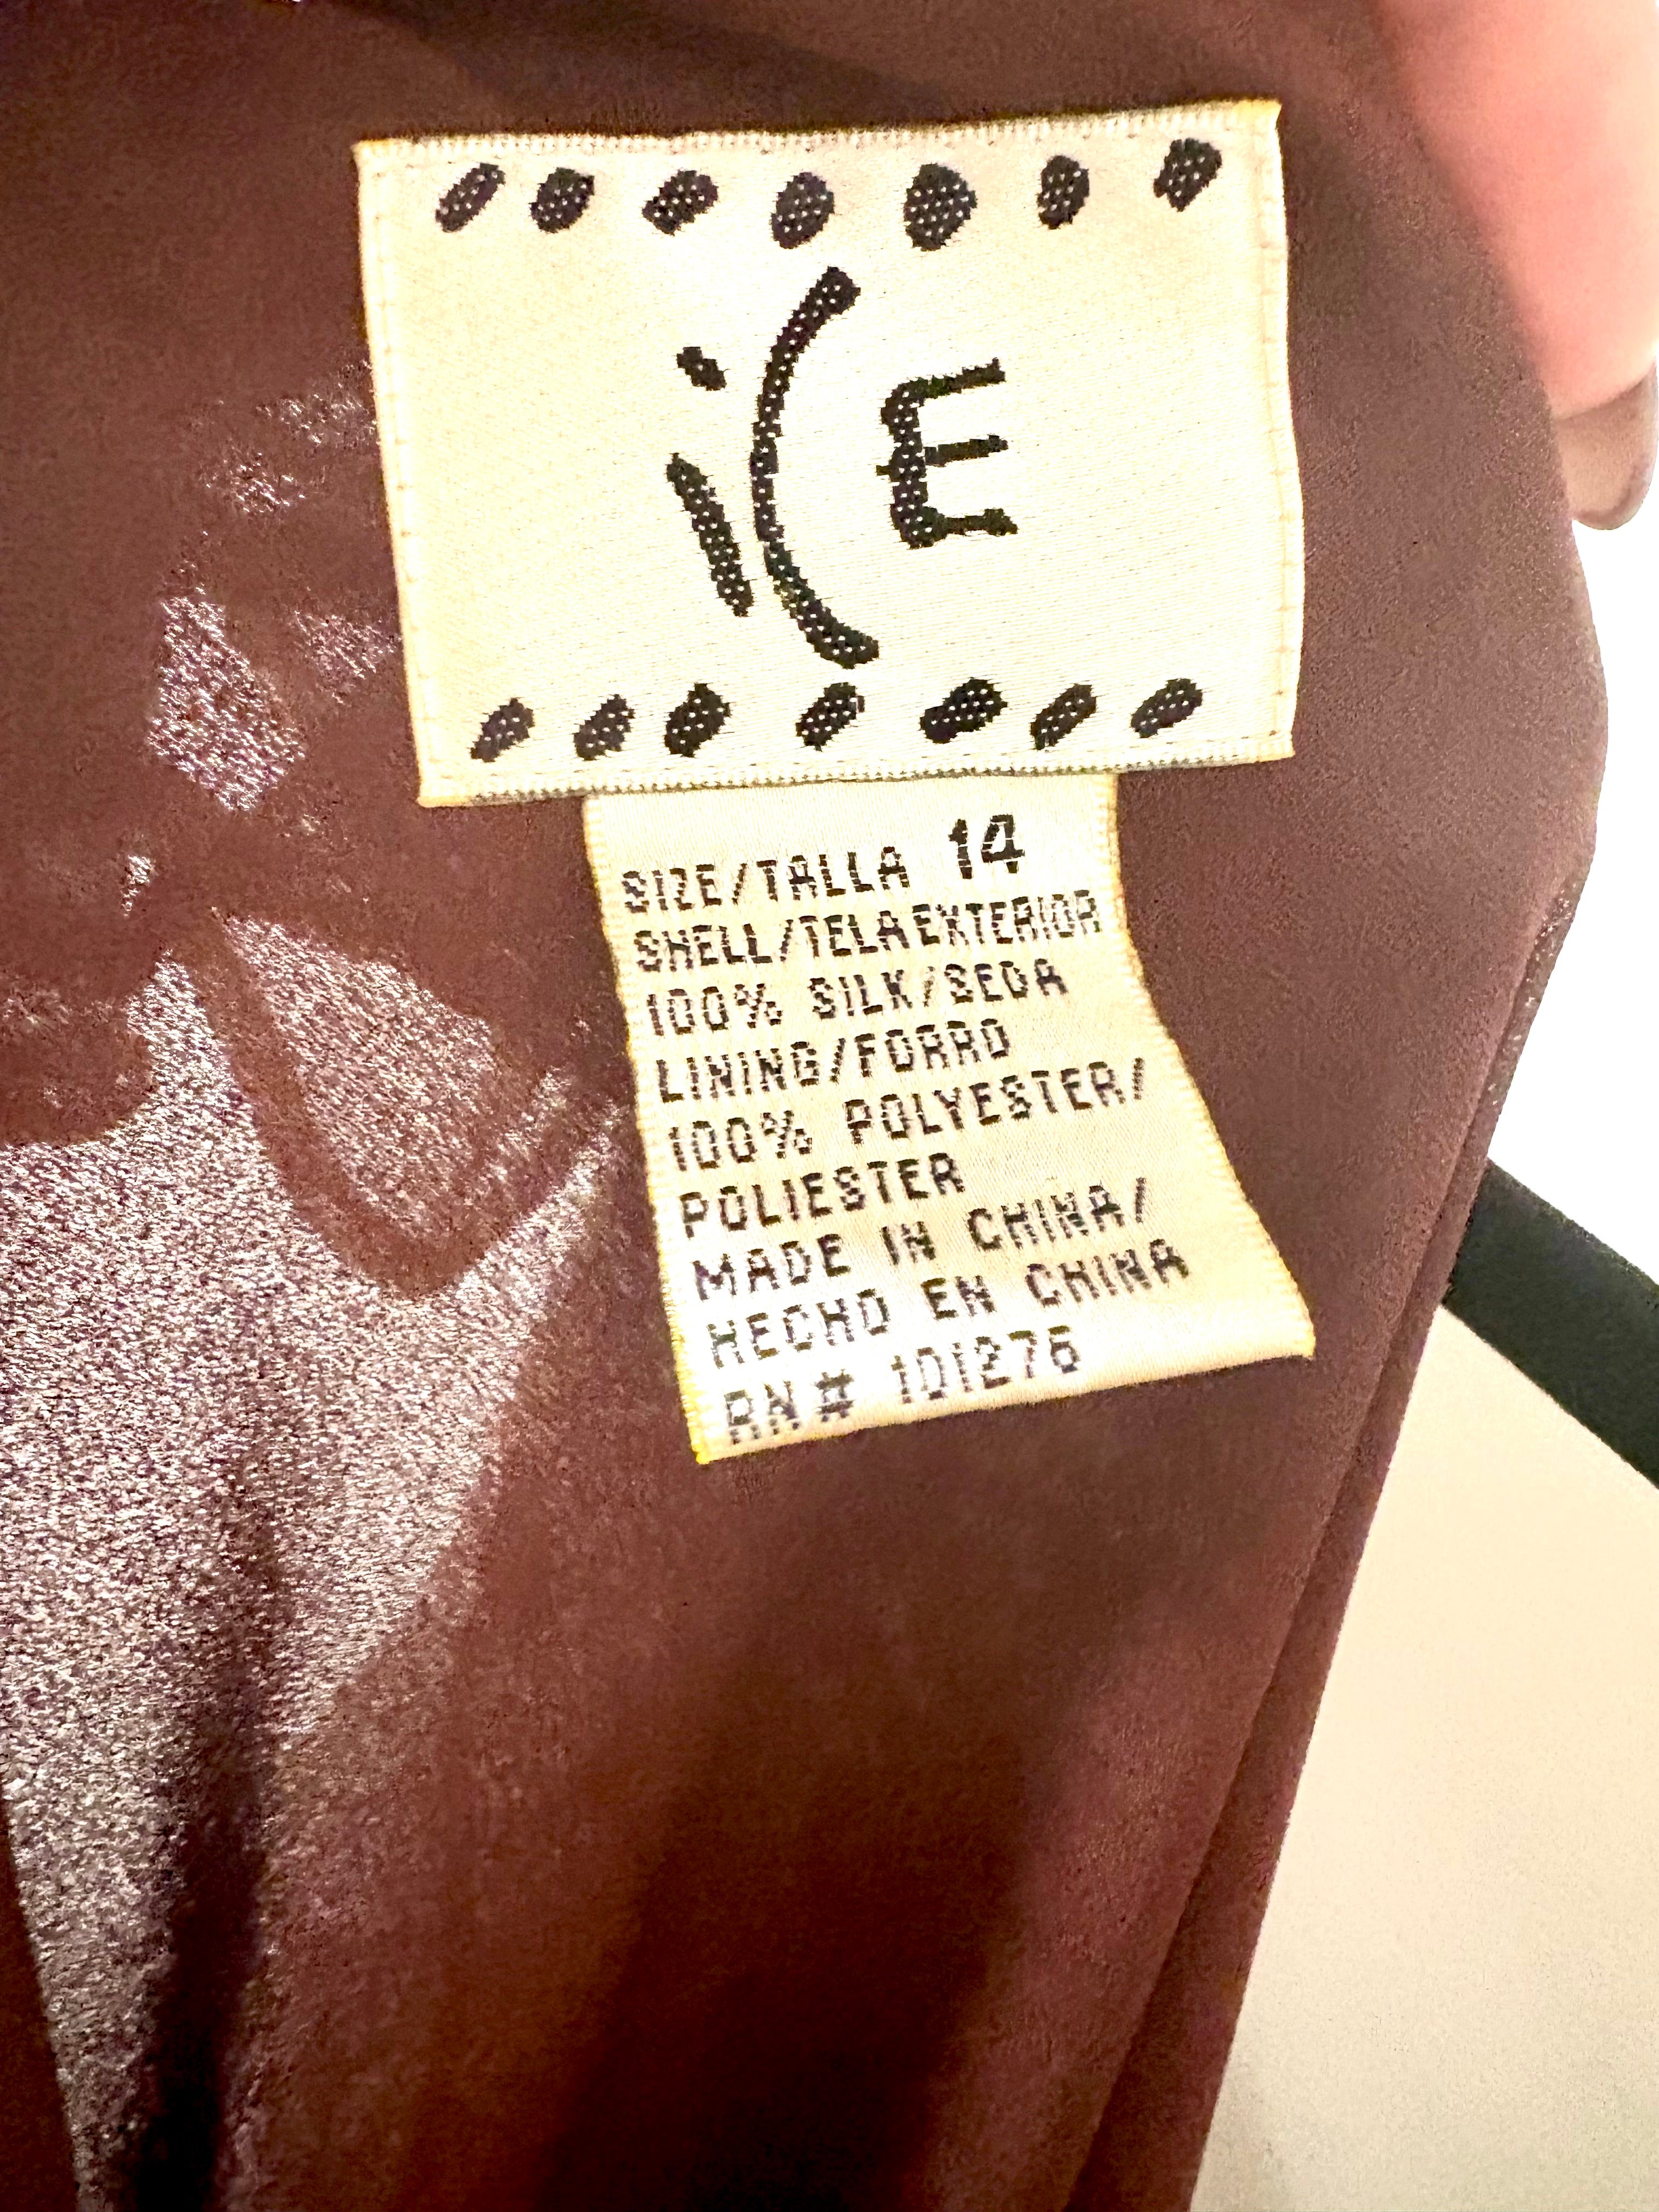 iCE
SIZE/TALLA 14
SHELL/TELA EXTERIOR
100% SILK/SEDA
LINING/FORRO
100% POLYESTER/
POLIESTER
MADE IN CHINA/
HECHO EN CHINA
RN# 101276